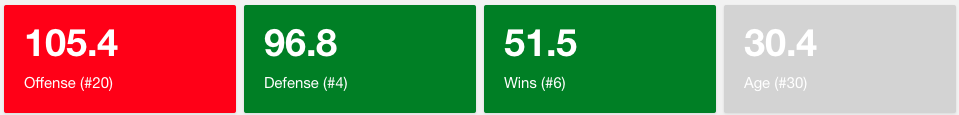 105.4
Offense (#20)
96.8
Defense (#4)
51.5
Wins (#6)
30.4
Age (#30)